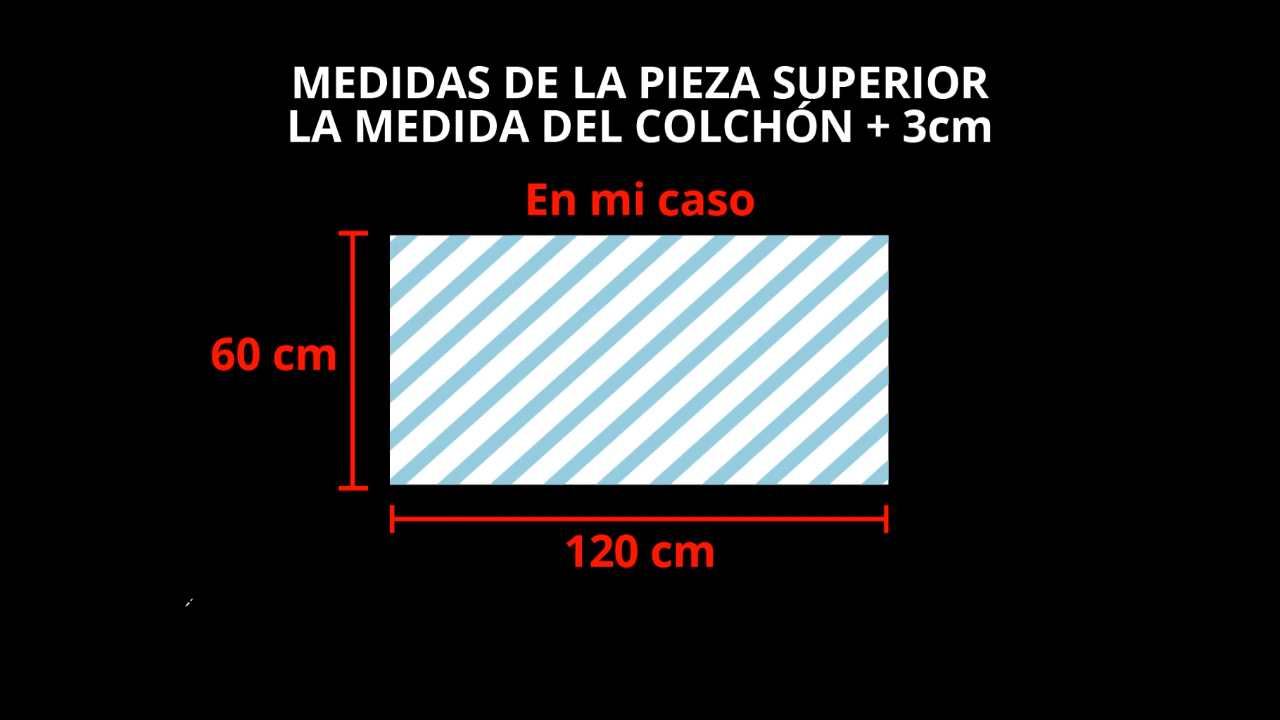 MEDIDAS DE LA PIEZA SUPERIOR
LA MEDIDA DEL COLCHÓN + 3cm
En mi caso
60 cm
120 cm